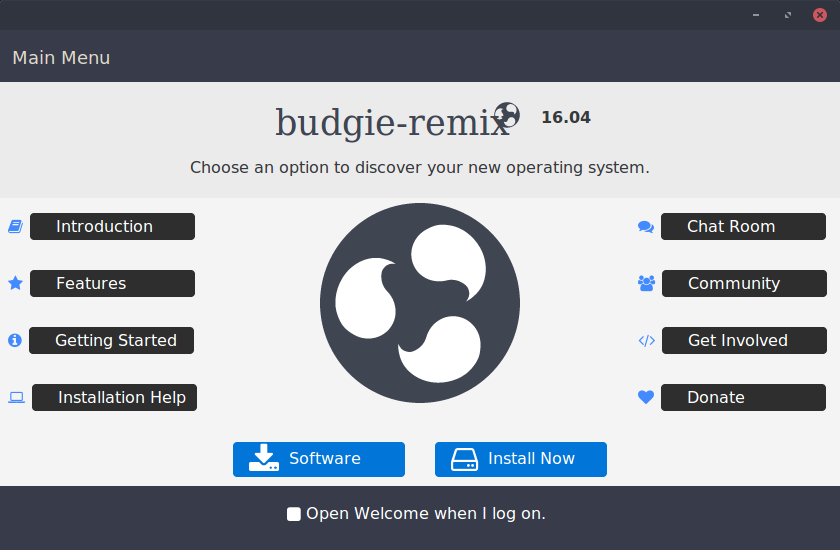 Main Menu
budgie-remix 16.04
Choose an option to discover your new operating system.
Introduction
Features
Getting Started
Installation Help
Chat Room
Community
Get Involved
Donate
Software
Install Now
Open Welcome when I log on.